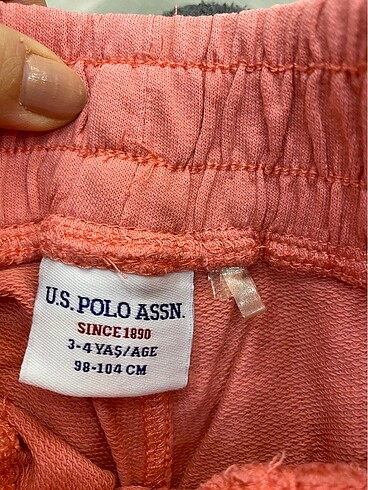 U.S. POLO ASSN.
SINCE 1890
3-4 YAŞ/AGE
98-104 CM